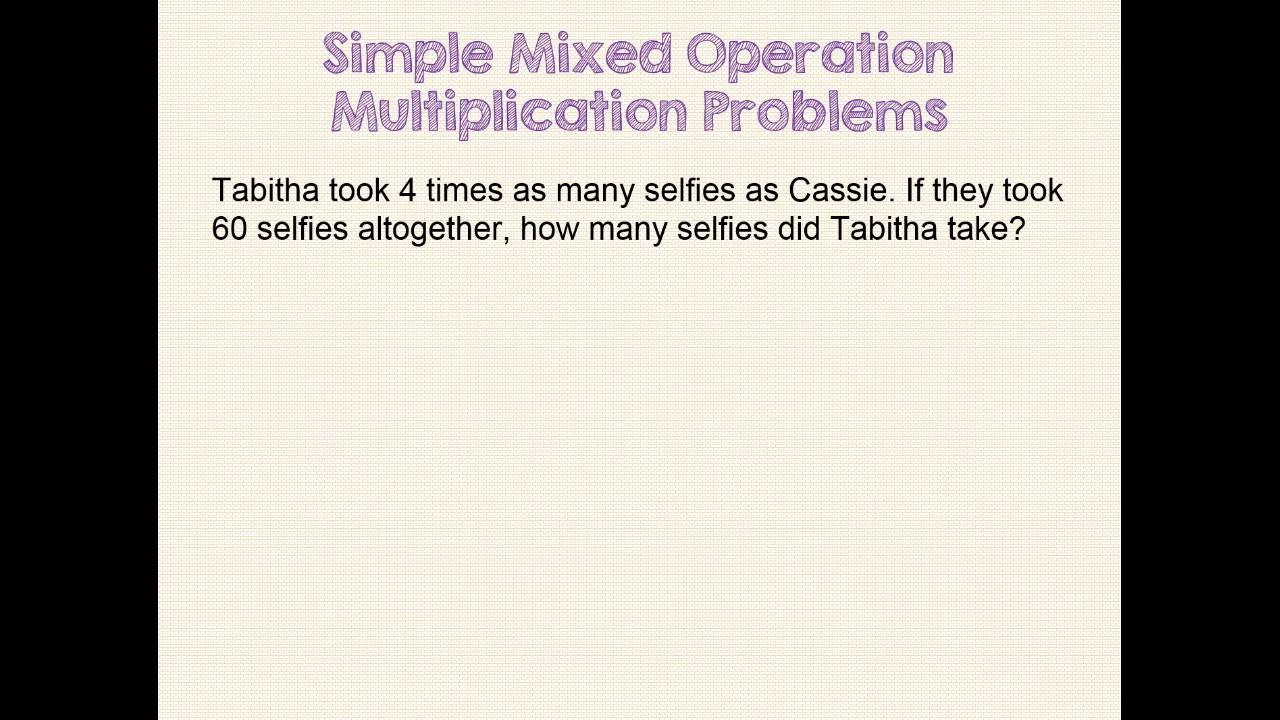 Simple Mixed Operation
Multiplication Problems
Tabitha took 4 times as many selfies as Cassie. If they took
60 selfies altogether, how many selfies did Tabitha take?